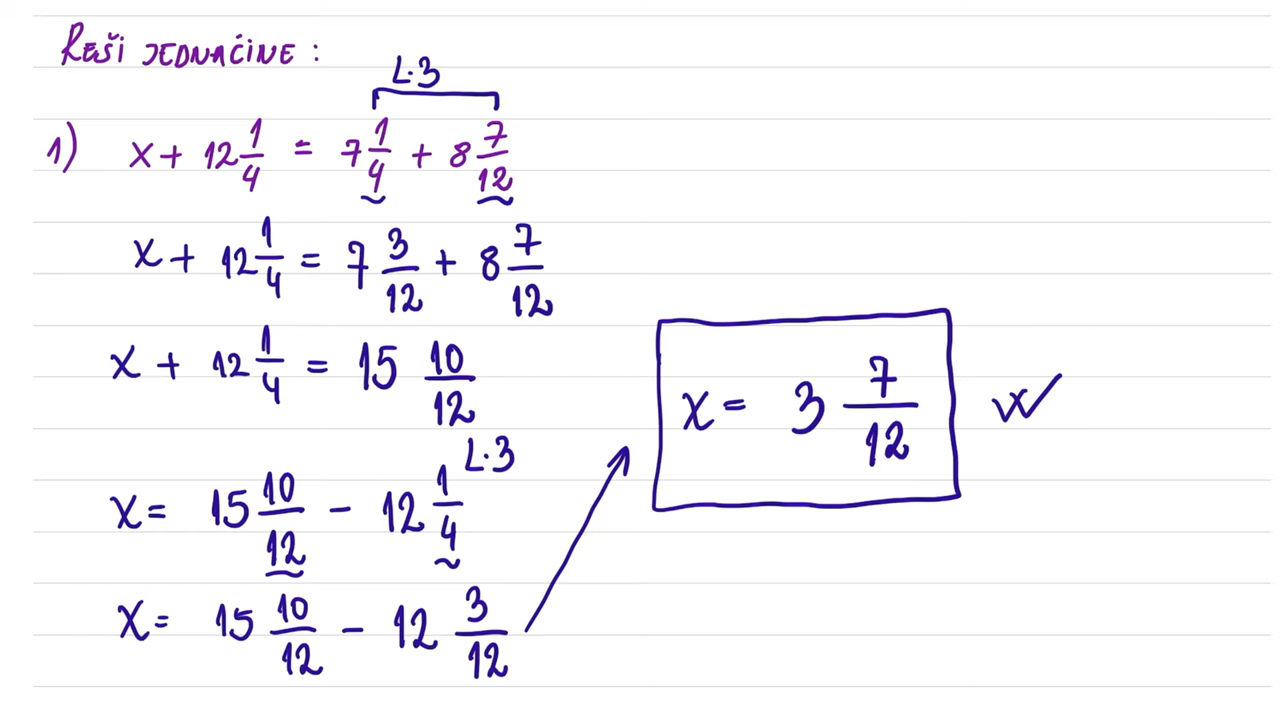 REŠI JEDNAČINE:
L·3
1) x + 12 1/4 = 7 1/4 + 8 7/12
x + 12 1/4 = 7 3/12 + 8 7/12
x + 12 1/4 = 15 10/12
x = 15 10/12 - 12 1/4 L·3
x = 15 10/12 - 12 3/12
x = 3 7/12